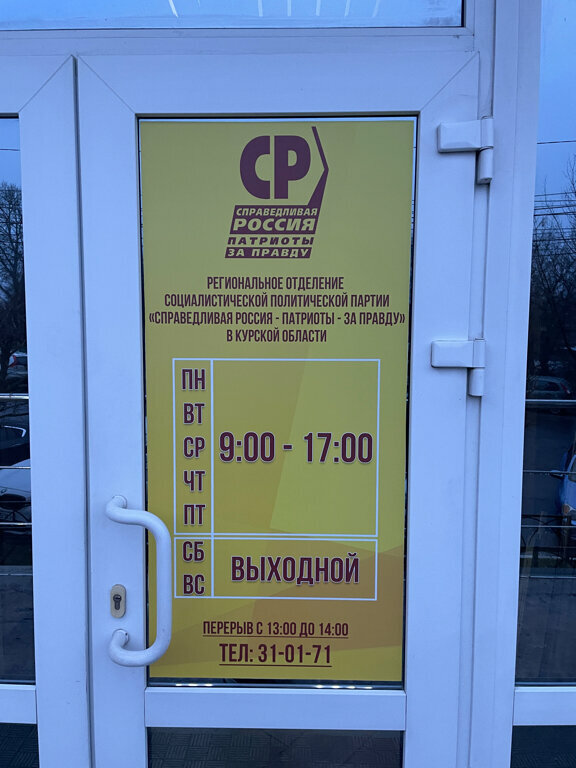 СР
СПРАВЕДЛИВАЯ
РОССИЯ
ПАТРИОТЫ
ЗА ПРАВДУ
РЕГИОНАЛЬНОЕ ОТДЕЛЕНИЕ
СОЦИАЛИСТИЧЕСКОЙ ПОЛИТИЧЕСКОЙ ПАРТИИ
«СПРАВЕДЛИВАЯ РОССИЯ - ПАТРИОТЫ - ЗА ПРАВДУ»
В КУРСКОЙ ОБЛАСТИ
ПН
ВТ
СР 9:00 - 17:00
ЧТ
ПТ
СБ
ВС ВЫХОДНОЙ
ПЕРЕРЫВ С 13:00 ДО 14:00
ТЕЛ: 31-01-71